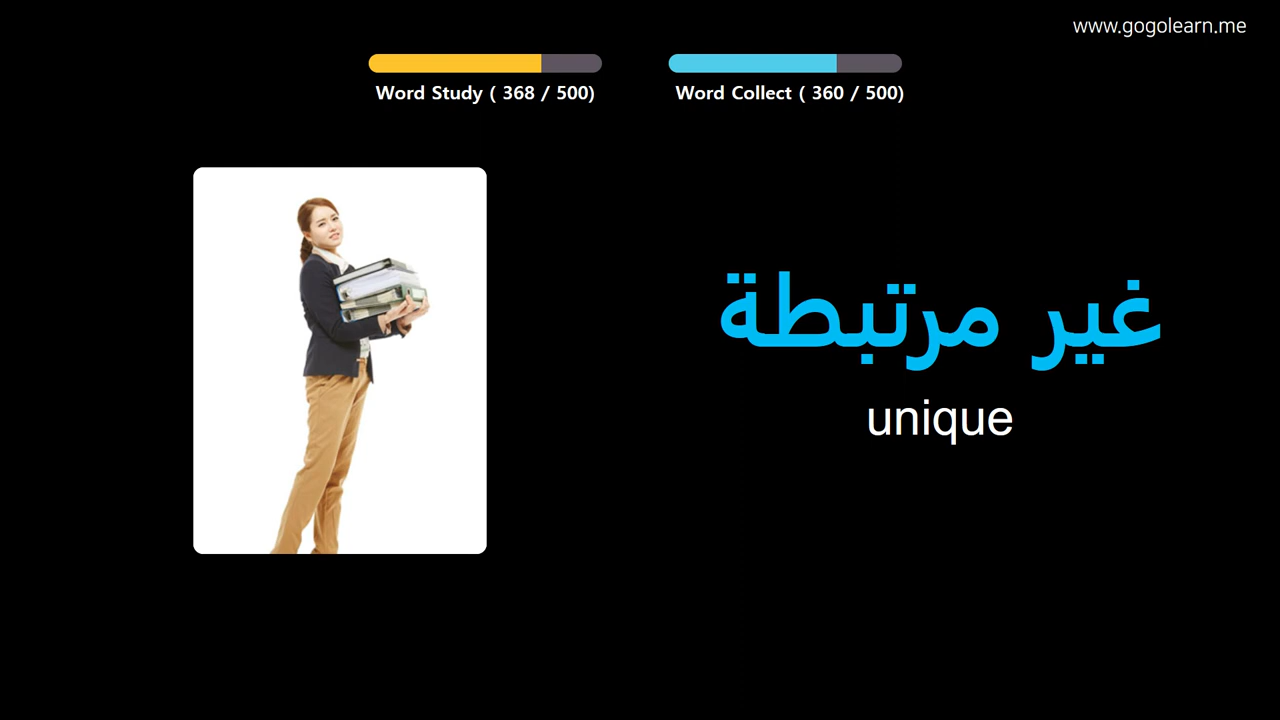 www.gogolearn.me
Word Study ( 368 / 500)
Word Collect ( 360 / 500)
غير مرتبطة
unique